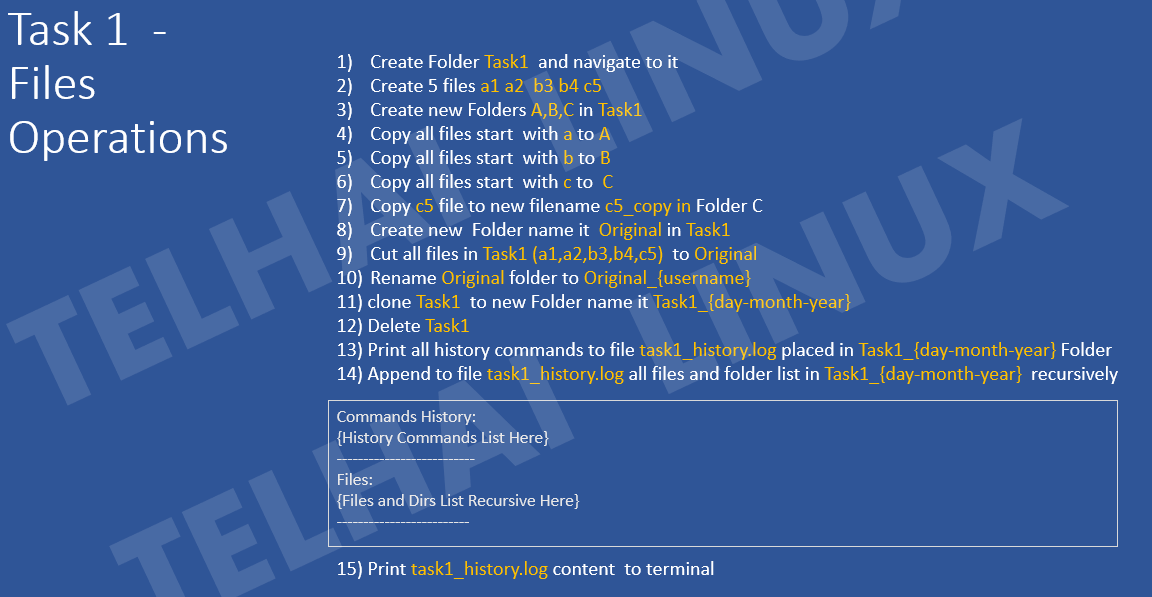 Task 1 -
Files
Operations
1) Create Folder Task1 and navigate to it
2) Create 5 files a1 a2 b3 b4 c5
3) Create new Folders A,B,C in Task1
4) Copy all files start with a to A
5) Copy all files start with b to B
6) Copy all files start with c to C
7) Copy c5 file to new filename c5_copy in Folder C
8) Create new Folder name it Original in Task1
9) Cut all files in Task1 (a1,a2,b3,b4,c5) to Original
10) Rename Original folder to Original_{username}
11) clone Task1 to new Folder name it Task1_{day-month-year}
12) Delete Task1
13) Print all history commands to file task1_history.log placed in Task1_{day-month-year} Folder
14) Append to file task1_history.log all files and folder list in Task1_{day-month-year} recursively
Commands History:
{History Commands List Here}
--------------------------
Files:
{Files and Dirs List Recursive Here}
-------------------------
15) Print task1_history.log content to terminal
TELHAI LINUX
TELHAI LINUX